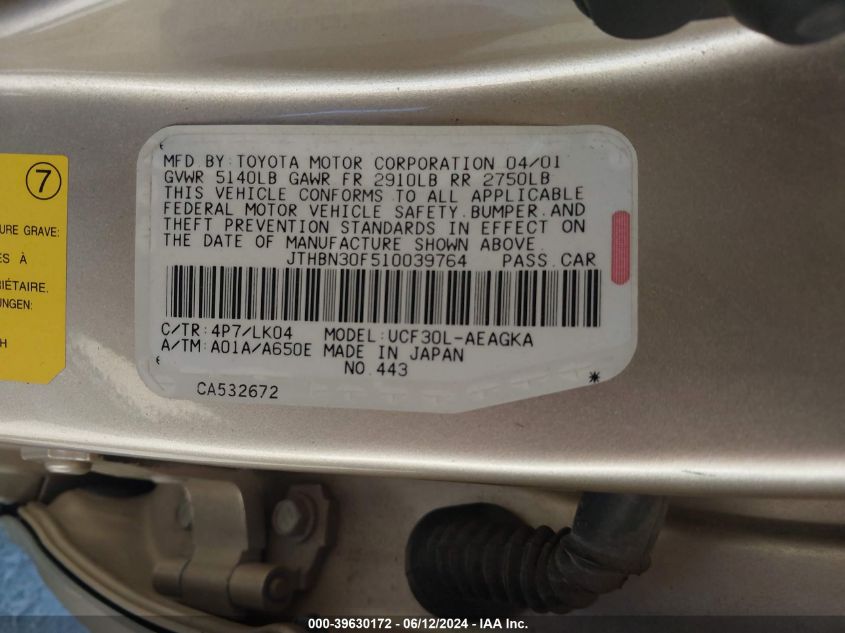 MFD.BY:TOYOTA MOTOR CORPORATION 04/01
GVWR 5140LB GAWR FR 2910LB RR 2750LB
THIS VEHICLE CONFORMS TO ALL APPLICABLE
FEDERAL MOTOR VEHICLE SAFETY.BUMPER.AND
THEFT PREVENTION STANDARDS IN EFFECT ON
THE DATE OF MANUFACTURE SHOWN ABOVE.
JTHBN30F510039764 PASS.CAR
C/TR:4P7/LK04 MODEL:UCF30L-AEAGKA
A/TM:A01A/A650E MADE IN JAPAN
NO.443
CA532672
7
URE GRAVE:
ES À
RIÉTAIRE.
UNGEN:
H
000-39630172 - 06/12/2024 - IAA Inc.